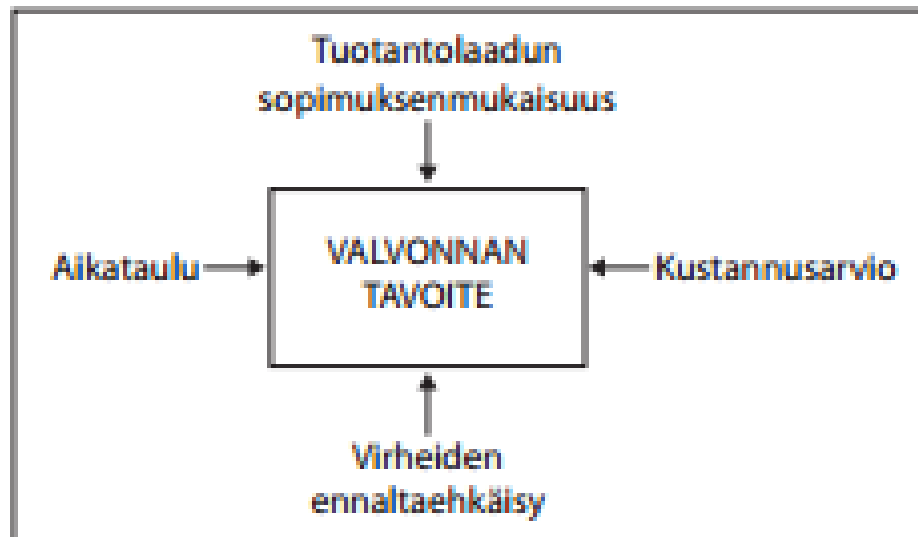 Tuotantolaadun
sopimuksenmukaisuus
VALVONNAN
TAVOITE
Aikataulu
Kustannusarvio
Virheiden
ennaltaehkäisy